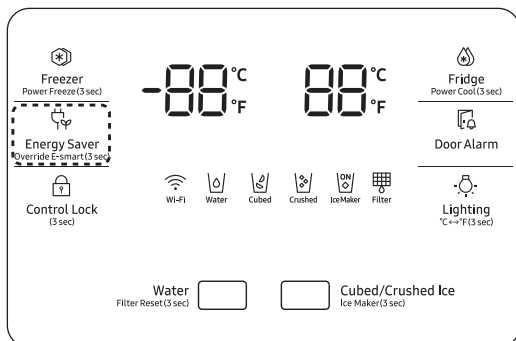 Freezer
Power Freeze(3 sec)
Energy Saver
Override E-smart(3 sec)
Control Lock
(3 sec)
-88 °C °F
88 °C °F
Wi-Fi Water Cubed Crushed Ice Maker Filter
ON
Fridge
Power Cool(3 sec)
Door Alarm
Lighting
°C↔°F(3 sec)
Water
Filter Reset(3 sec)
Cubed/Crushed Ice
Ice Maker(3 sec)